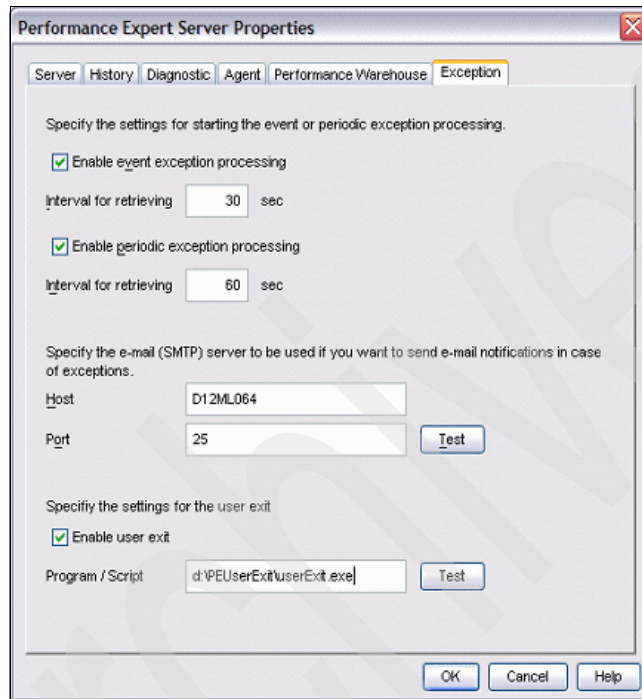 Performance Expert Server Properties
Server History Diagnostic Agent Performance Warehouse Exception
Specify the settings for starting the event or periodic exception processing.
Enable event exception processing
Interval for retrieving 30 sec
Enable periodic exception processing
Interval for retrieving 60 sec
Specify the e-mail (SMTP) server to be used if you want to send e-mail notifications in case
of exceptions.
Host D12ML064
Port 25 Test
Specifiy the settings for the user exit
Enable user exit
Program / Script d:\PEUserExit\userExit.exe Test
OK Cancel Help